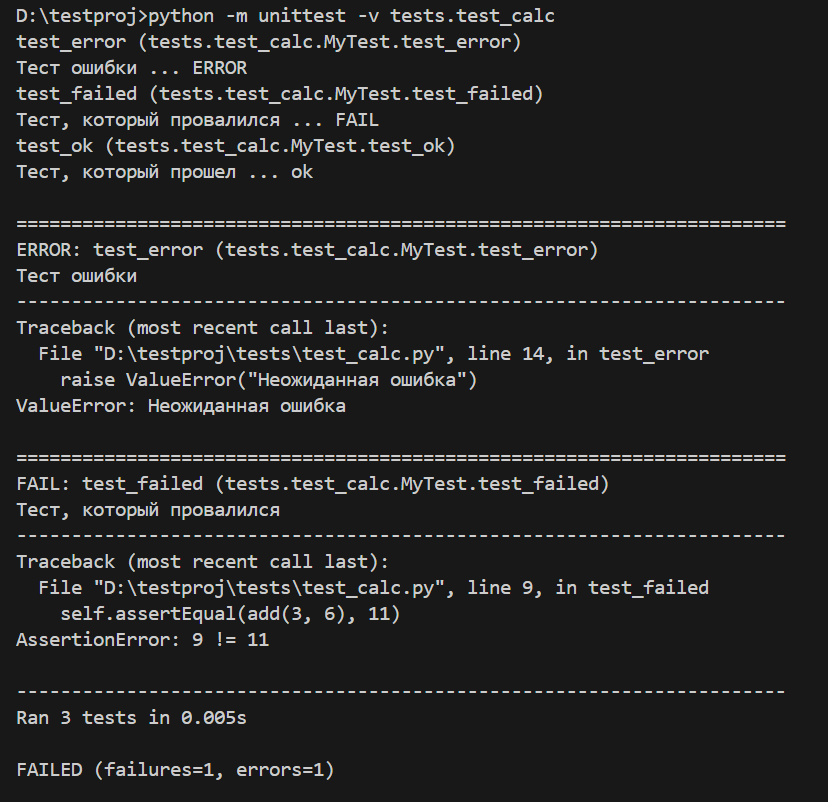 D:\testproj>python -m unittest -v tests.test_calc
test_error (tests.test_calc.MyTest.test_error)
Тест ошибки ... ERROR
test_failed (tests.test_calc.MyTest.test_failed)
Тест, который провалился ... FAIL
test_ok (tests.test_calc.MyTest.test_ok)
Тест, который прошел ... ok

======================================================================
ERROR: test_error (tests.test_calc.MyTest.test_error)
Тест ошибки
----------------------------------------------------------------------
Traceback (most recent call last):
  File "D:\testproj\tests\test_calc.py", line 14, in test_error
    raise ValueError("Неожиданная ошибка")
ValueError: Неожиданная ошибка

======================================================================
FAIL: test_failed (tests.test_calc.MyTest.test_failed)
Тест, который провалился
----------------------------------------------------------------------
Traceback (most recent call last):
  File "D:\testproj\tests\test_calc.py", line 9, in test_failed
    self.assertEqual(add(3, 6), 11)
AssertionError: 9 != 11

----------------------------------------------------------------------
Ran 3 tests in 0.005s

FAILED (failures=1, errors=1)